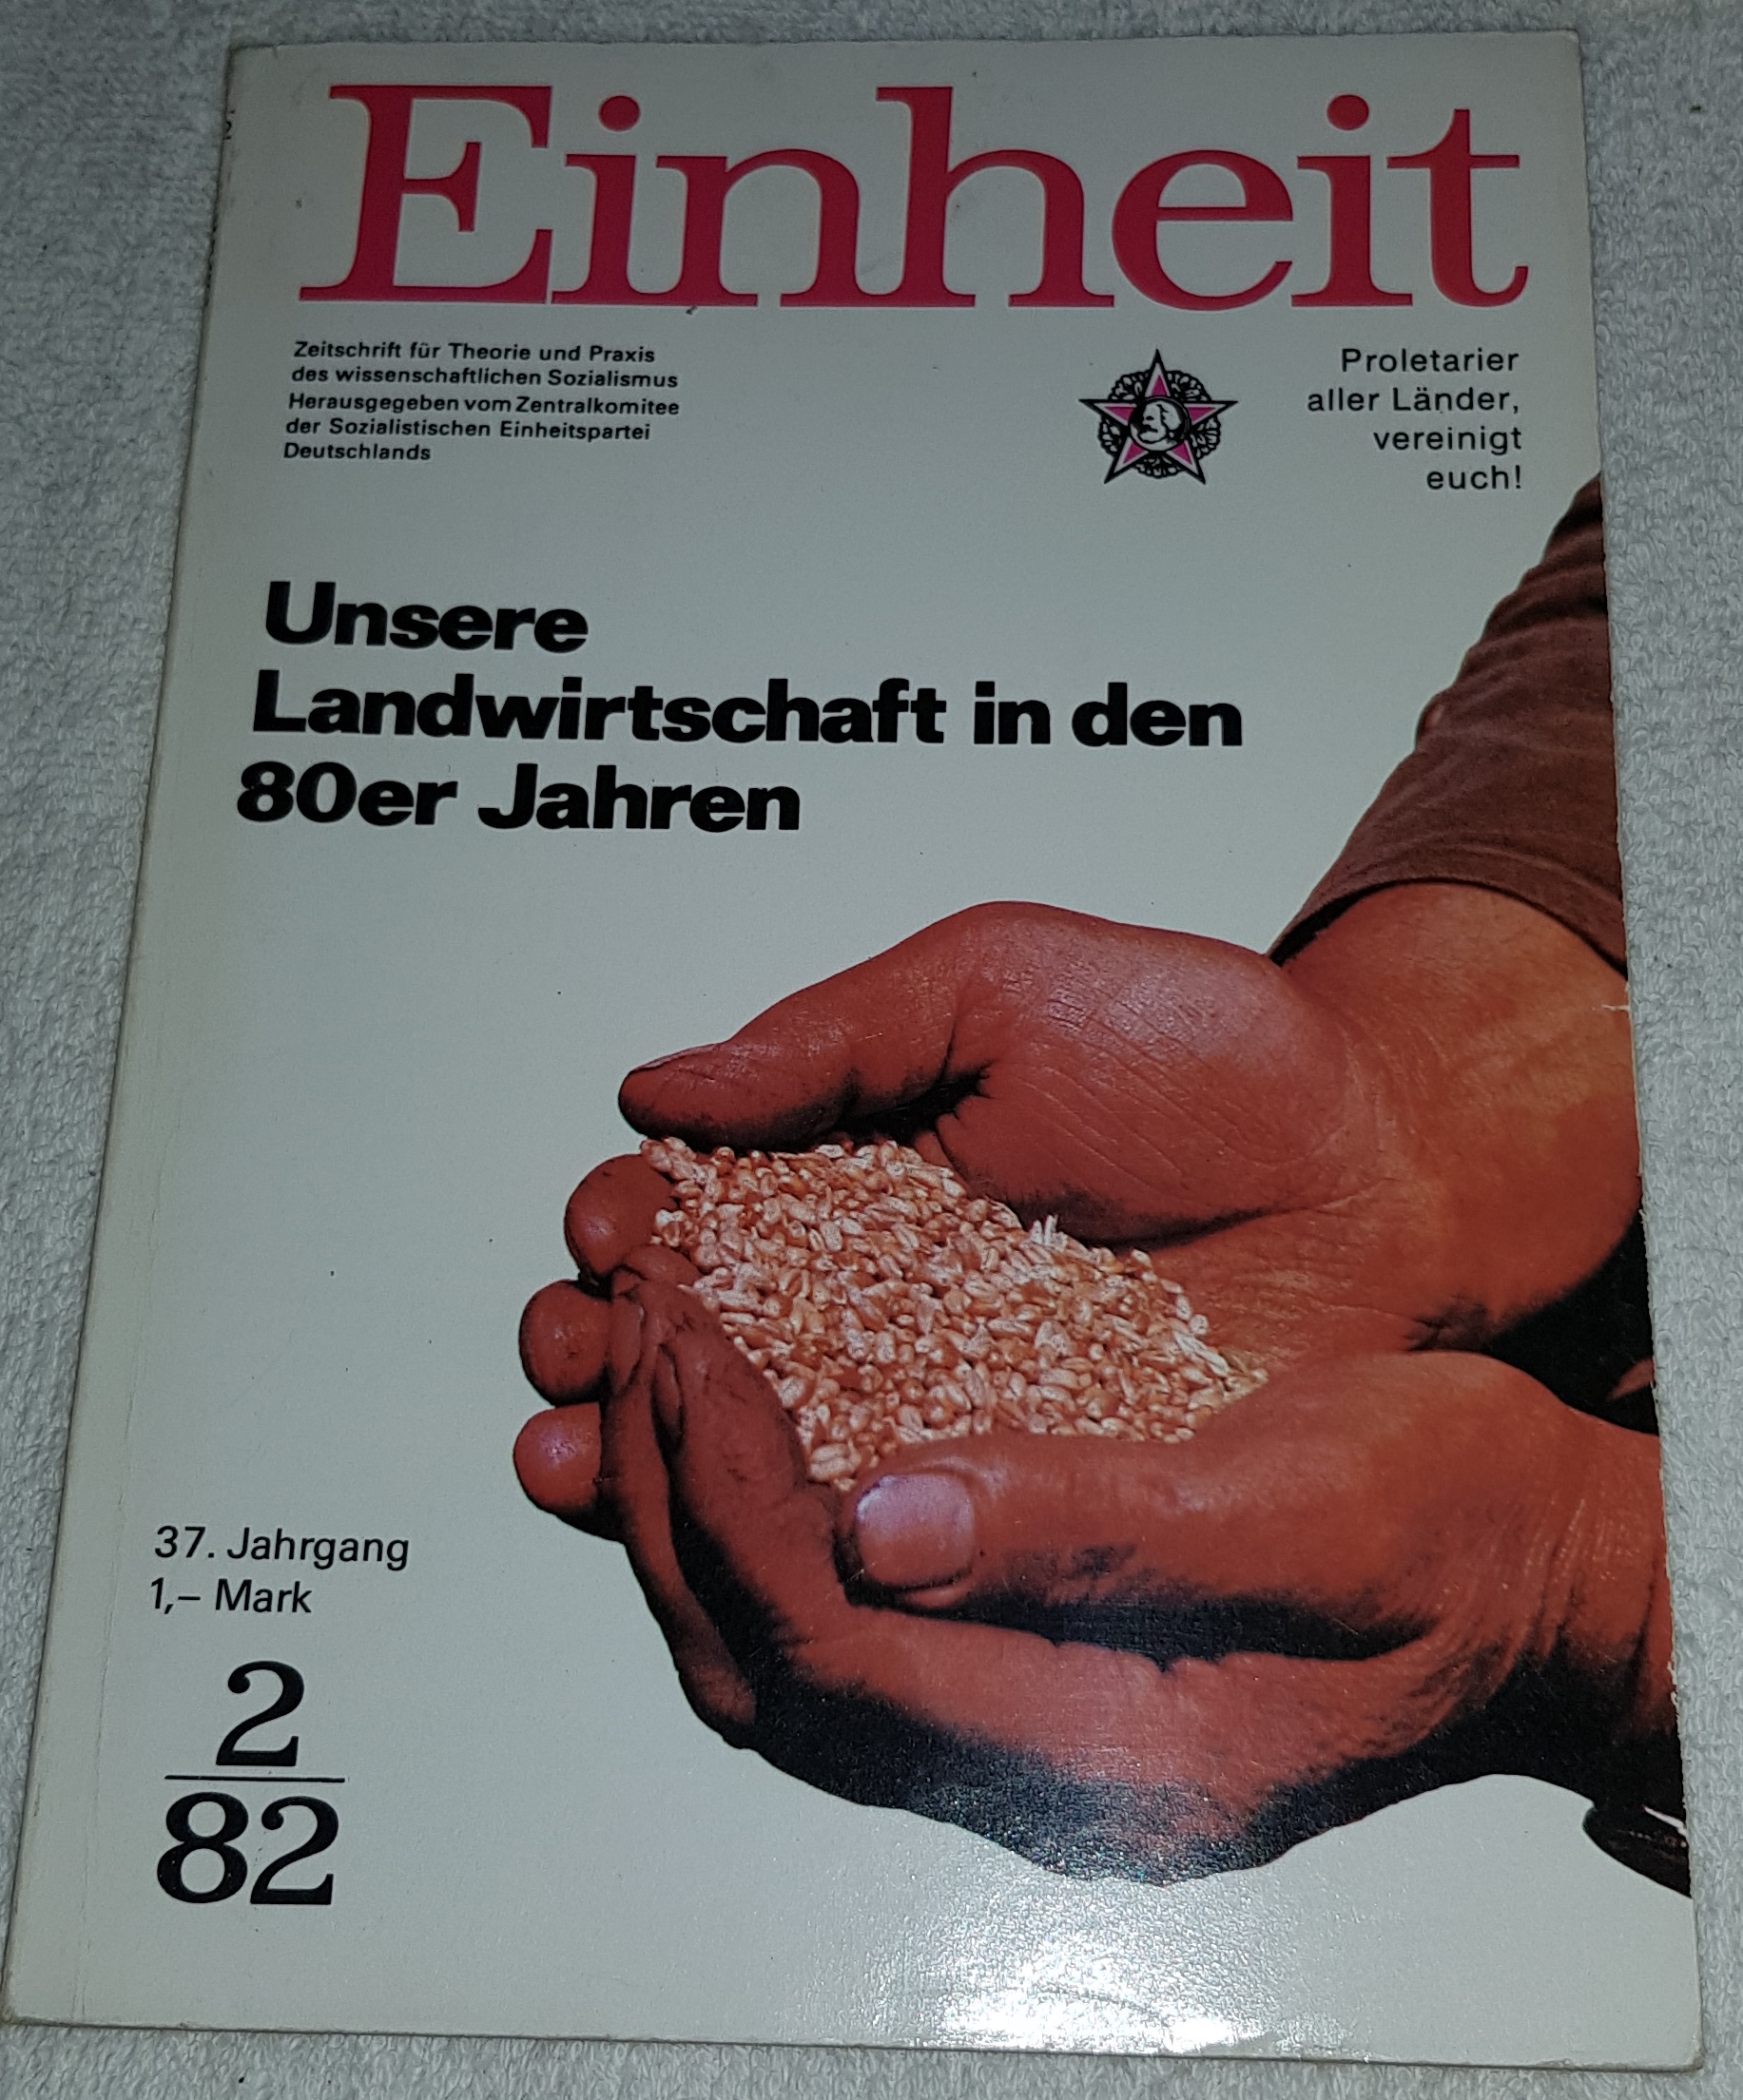 Einheit
Zeitschrift für Theorie und Praxis
des wissenschaftlichen Sozialismus
Herausgegeben vom Zentralkomitee
der Sozialistischen Einheitspartei
Deutschlands
Proletarier
aller Länder,
vereinigt
euch!
Unsere
Landwirtschaft in den
80er Jahren
37. Jahrgang
1,– Mark
2
82